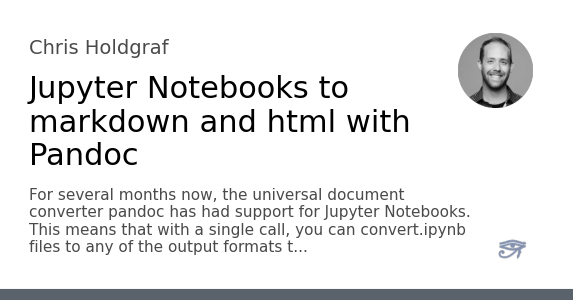 Chris Holdgraf
Jupyter Notebooks to
markdown and html with
Pandoc
For several months now, the universal document
converter pandoc has had support for Jupyter Notebooks.
This means that with a single call, you can convert.ipynb
files to any of the output formats t...